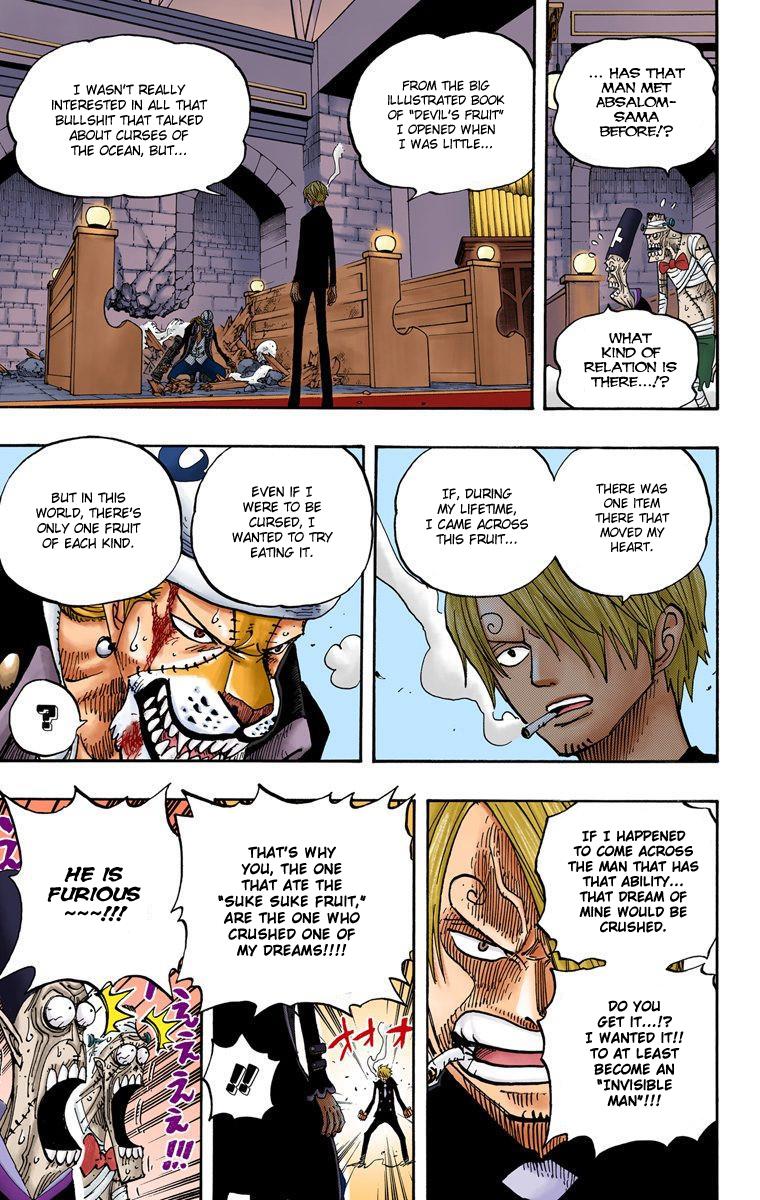 ... HAS THAT
MAN MET
ABSALOM-
SAMA
BEFORE!?
WHAT
KIND OF
RELATION IS
THERE...!?
FROM THE BIG
ILLUSTRATED BOOK
OF "DEVIL'S FRUIT"
I OPENED WHEN
I WAS LITTLE...
I WASN'T REALLY
INTERESTED IN ALL THAT
BULLSHIT THAT TALKED
ABOUT CURSES OF
THE OCEAN, BUT...
THERE WAS
ONE ITEM
THERE THAT
MOVED MY
HEART.
IF, DURING
MY LIFETIME,
I CAME ACROSS
THIS FRUIT...
EVEN IF I
WERE TO BE
CURSED, I
WANTED TO TRY
EATING IT.
BUT IN THIS
WORLD, THERE'S
ONLY ONE FRUIT
OF EACH KIND.
?
IF I HAPPENED
TO COME ACROSS
THE MAN THAT HAS
THAT ABILITY...
THAT DREAM OF
MINE WOULD BE
CRUSHED.
DO YOU
GET IT...!?
I WANTED IT!!
TO AT LEAST
BECOME AN
"INVISIBLE
MAN"!!!
THAT'S WHY
YOU, THE ONE
THAT ATE THE
"SUKE SUKE FRUIT,"
ARE THE ONE WHO
CRUSHED ONE OF
MY DREAMS!!!!
オオオ
!!
HE IS
FURIOUS
~~~!!!
えええぇ!!!